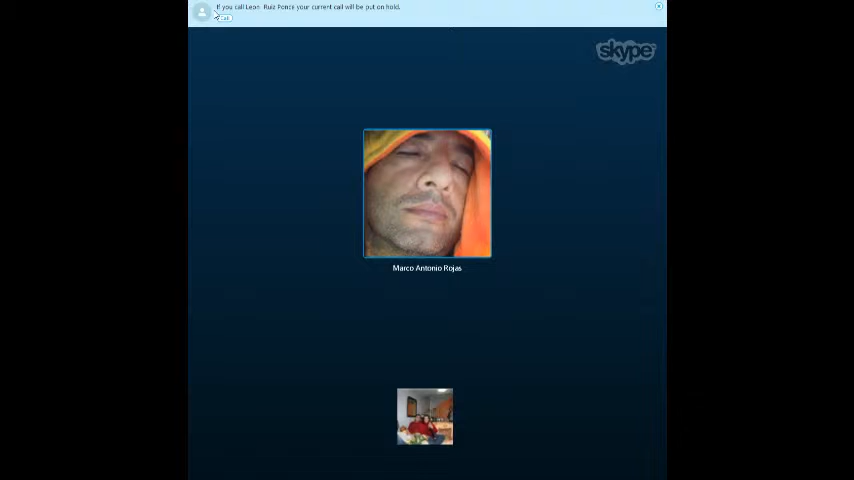 If you call Leon Ruiz Ponce your current call will be put on hold.
Call
skype
Marco Antonio Rojas